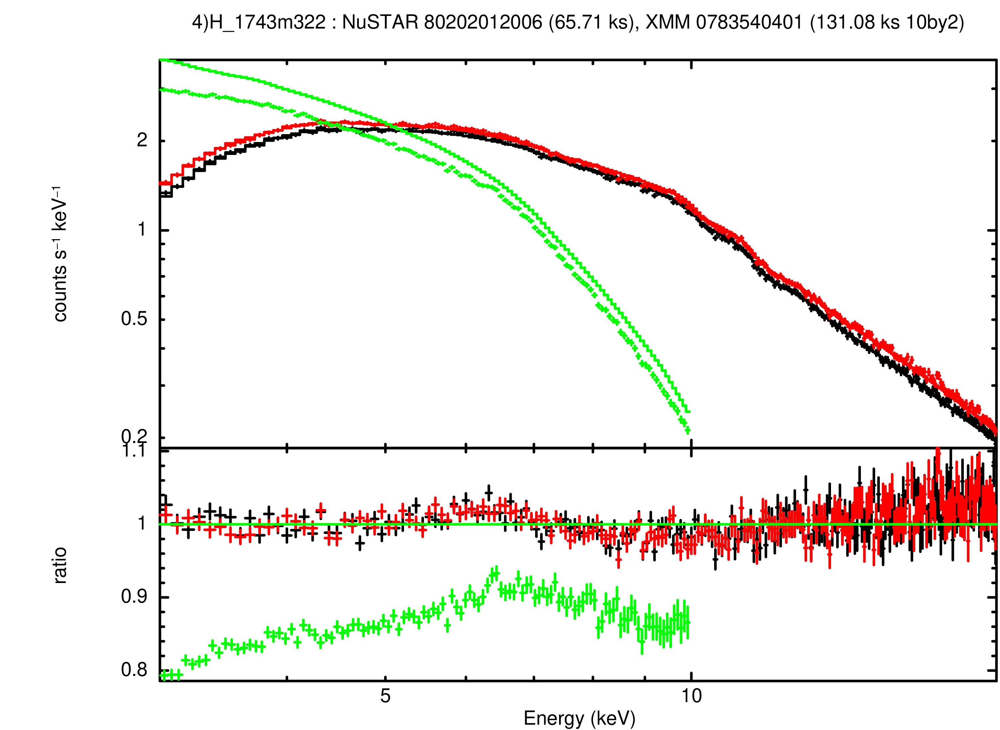 4)H_1743m322 : NuSTAR 80202012006 (65.71 ks), XMM 0783540401 (131.08 ks 10by2)
counts s⁻¹ keV⁻¹
2
1
0.5
0.2
1.1
1
0.9
0.8
ratio
5
10
Energy (keV)